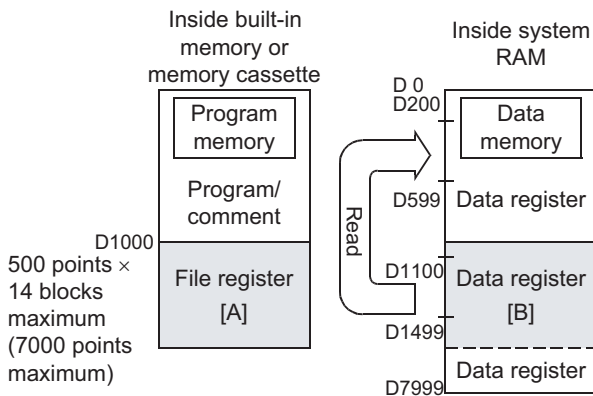 Inside built-in
memory or
memory cassette
Program
memory
Program/
comment
D1000
500 points ×
14 blocks
maximum
(7000 points
maximum)
File register
[A]
Inside system
RAM
D 0
D200
Data
memory
Read
D599
Data register
D1100
Data register
[B]
D1499
Data register
D7999